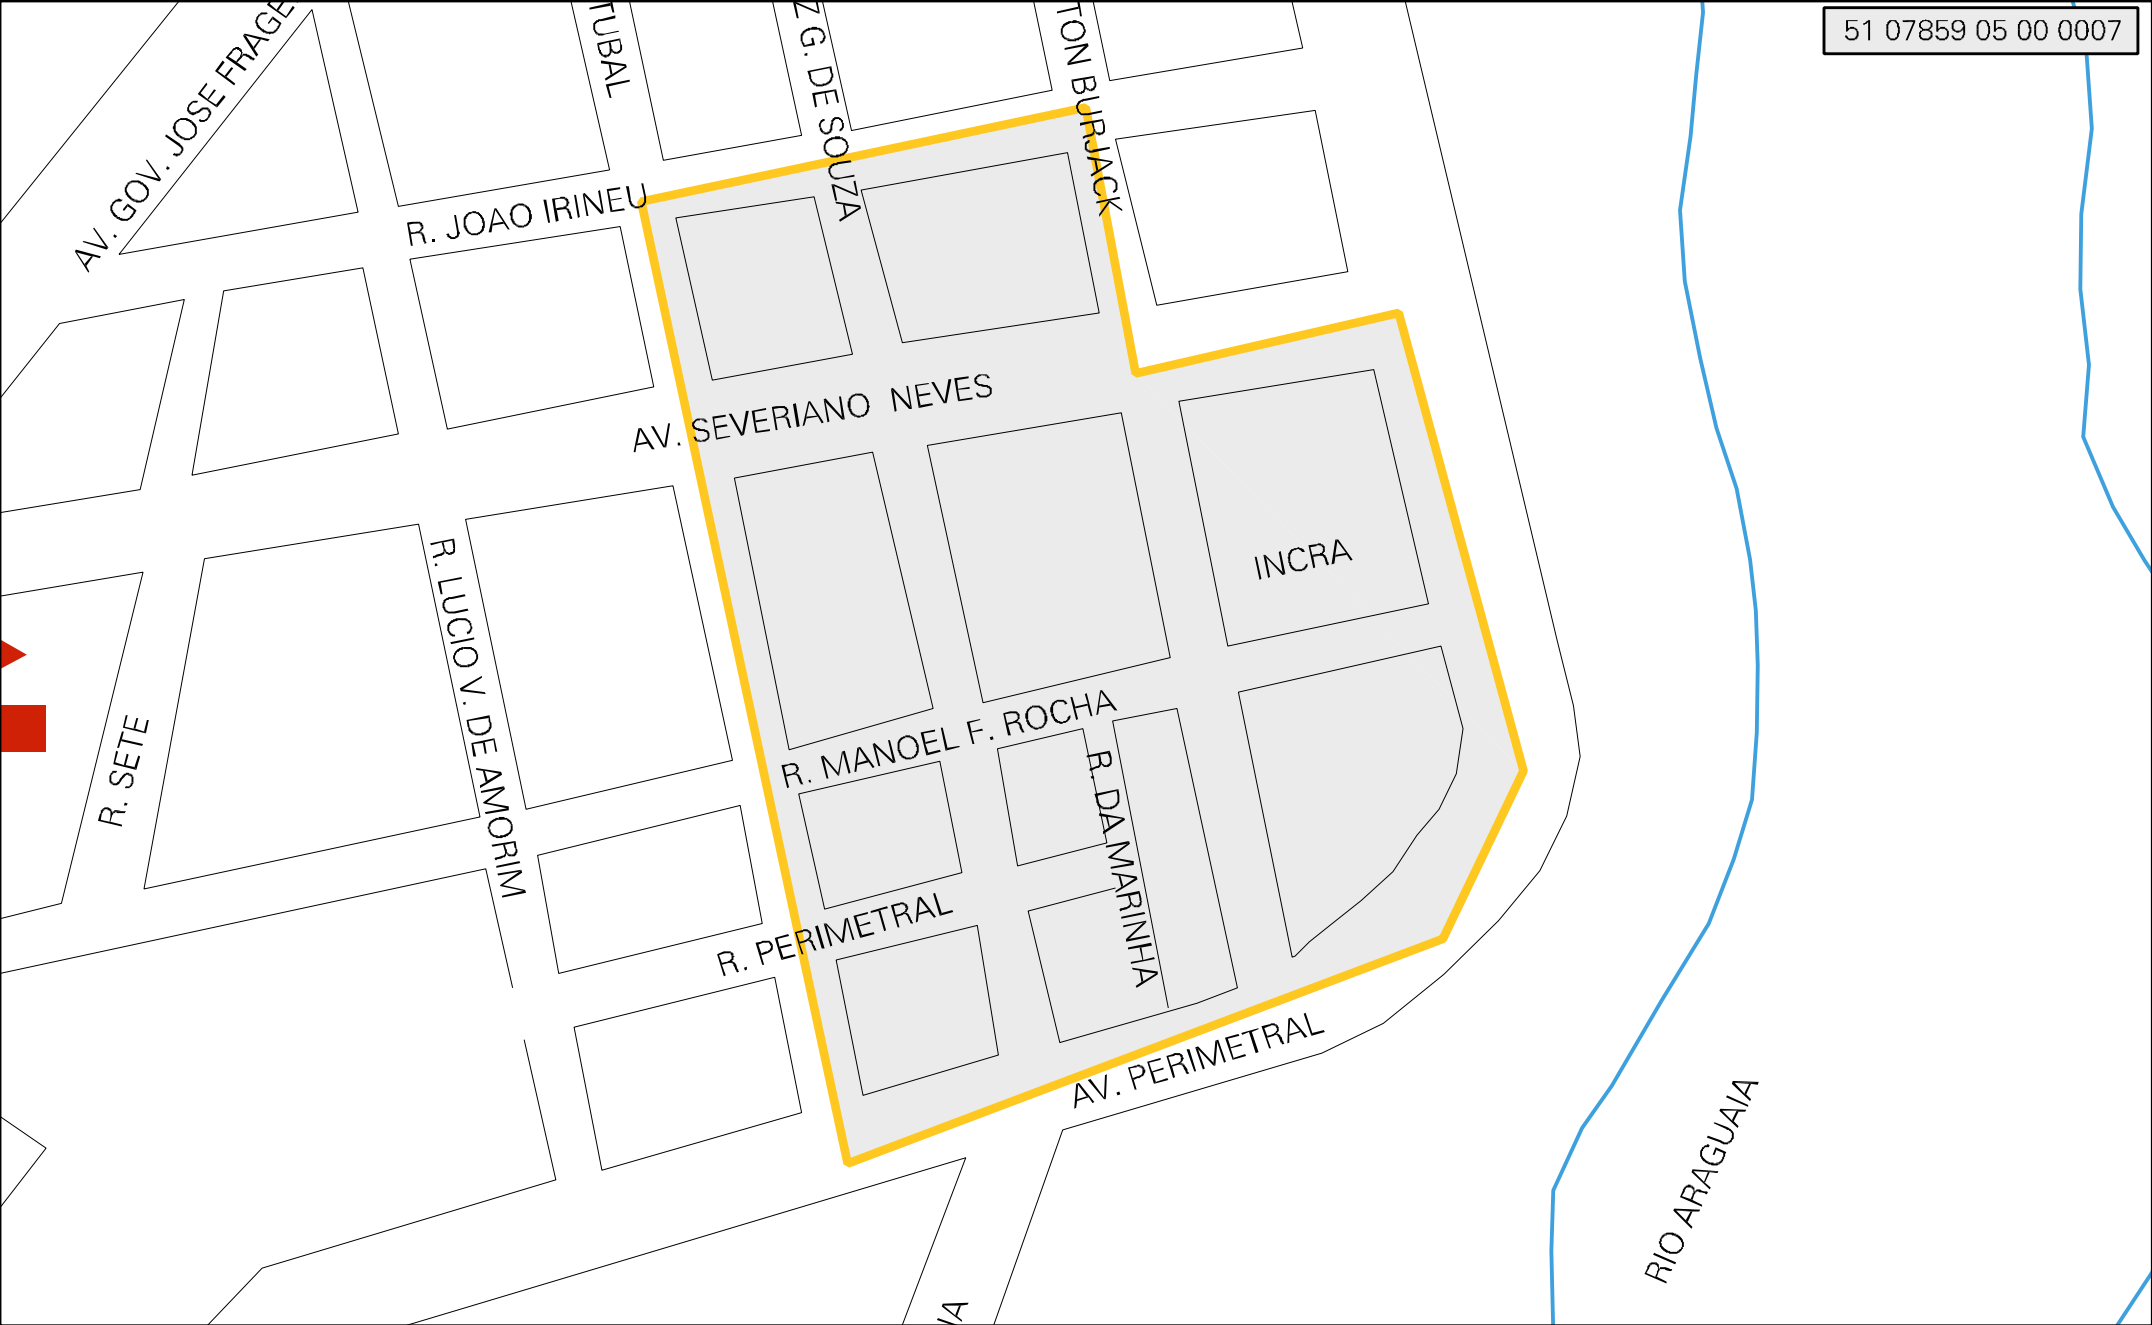 51 07859 05 00 0007
AV. GOV. JOSE FRAGE
TUBAL
Z G. DE SOUZA
TON BURJACK
R. JOAO IRINEU
AV. SEVERIANO NEVES
R. LUCIO V. DE AMORIM
INCRA
R. SETE
R. MANOEL F. ROCHA
R. DA MARINHA
R. PERIMETRAL
AV. PERIMETRAL
RIO ARAGUAIA
IA